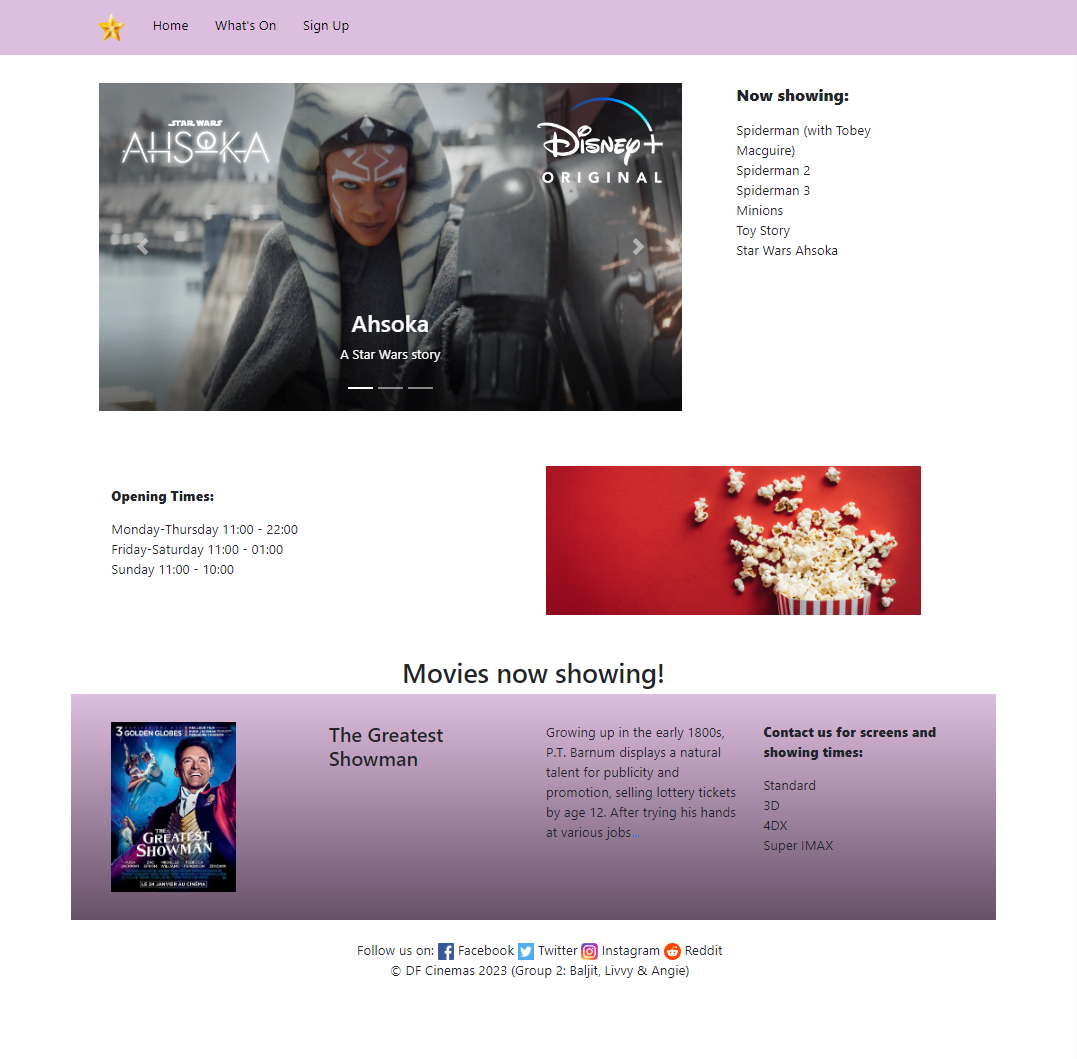 Home What's On Sign Up
STAR WARS
AHSOKA
Disney+
ORIGINAL
Ahsoka
A Star Wars story
Now showing:
Spiderman (with Tobey
Macguire)
Spiderman 2
Spiderman 3
Minions
Toy Story
Star Wars Ahsoka
Opening Times:
Monday-Thursday 11:00 - 22:00
Friday-Saturday 11:00 - 01:00
Sunday 11:00 - 10:00
Movies now showing!
3 GOLDEN GLOBES
THE
GREATEST
SHOWMAN
LE 24 JANVIER AU CINÉMA
The Greatest
Showman
Growing up in the early 1800s,
P.T. Barnum displays a natural
talent for publicity and
promotion, selling lottery tickets
by age 12. After trying his hands
at various jobs...
Contact us for screens and
showing times:
Standard
3D
4DX
Super IMAX
Follow us on: Facebook Twitter Instagram Reddit
© DF Cinemas 2023 (Group 2: Baljit, Livvy & Angie)